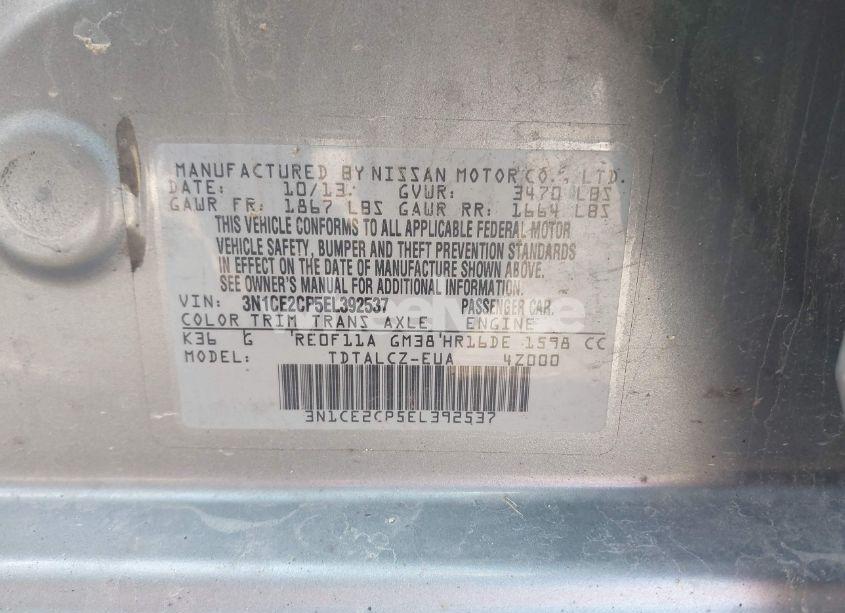 MANUFACTURED BY NISSAN MOTOR CO., LTD.
DATE: 10/13 GVWR: 3470 LBS
GAWR FR: 1867 LBS GAWR RR: 1664 LBS
THIS VEHICLE CONFORMS TO ALL APPLICABLE FEDERAL MOTOR
VEHICLE SAFETY, BUMPER AND THEFT PREVENTION STANDARDS
IN EFFECT ON THE DATE OF MANUFACTURE SHOWN ABOVE.
SEE OWNER'S MANUAL FOR ADDITIONAL INFORMATION.
VIN: 3N1CE2CP5EL392537 PASSENGER CAR.
COLOR TRIM TRANS AXLE ENGINE
K36 G RE0F11A GM38 HR16DE 1598 CC
MODEL: TDTALCZ-EUA 4Z000
3N1CE2CP5EL392537